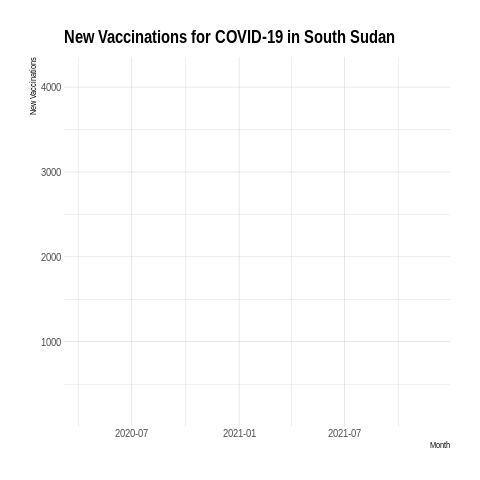 New Vaccinations for COVID-19 in South Sudan
New Vaccinations
4000
3000
2000
1000
2020-07
2021-01
2021-07
Month